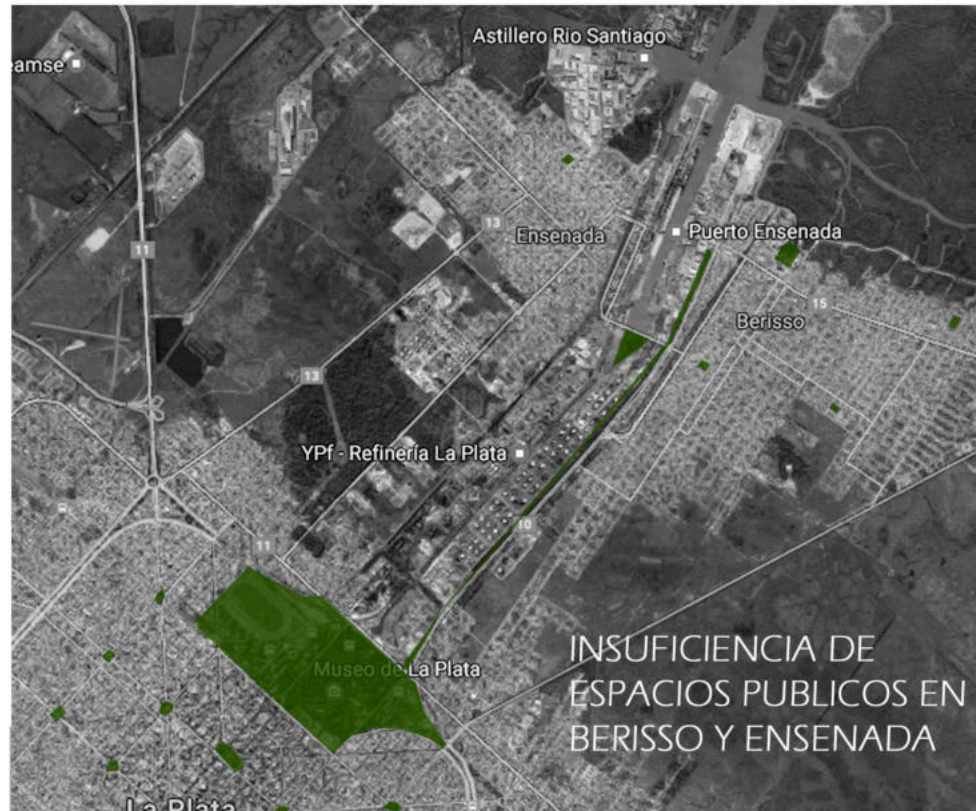 Astillero Rio Santiago
eamse
13
11
Ensenada
Puerto Ensenada
15
Berisso
13
YPf - Refinería La Plata
10
11
Museo de La Plata
INSUFICIENCIA DE
ESPACIOS PUBLICOS EN
BERISSO Y ENSENADA
La Plata